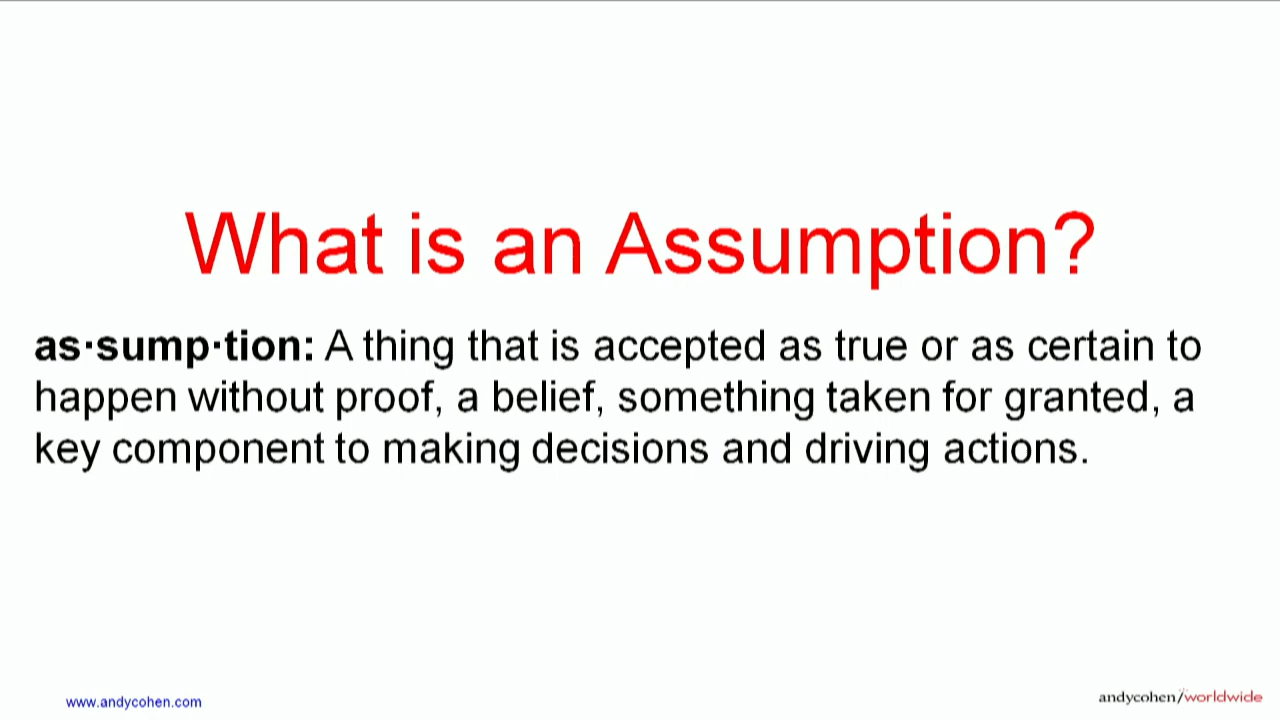 What is an Assumption?
as·sump·tion: A thing that is accepted as true or as certain to
happen without proof, a belief, something taken for granted, a
key component to making decisions and driving actions.
www.andycohen.com
andycohen/worldwide